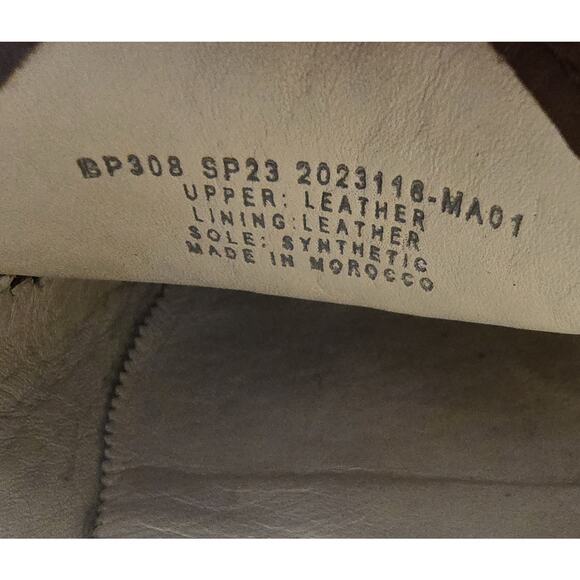 BP308 SP23 2023116-MA01
UPPER: LEATHER
LINING:LEATHER
SOLE: SYNTHETIC
MADE IN MOROCCO